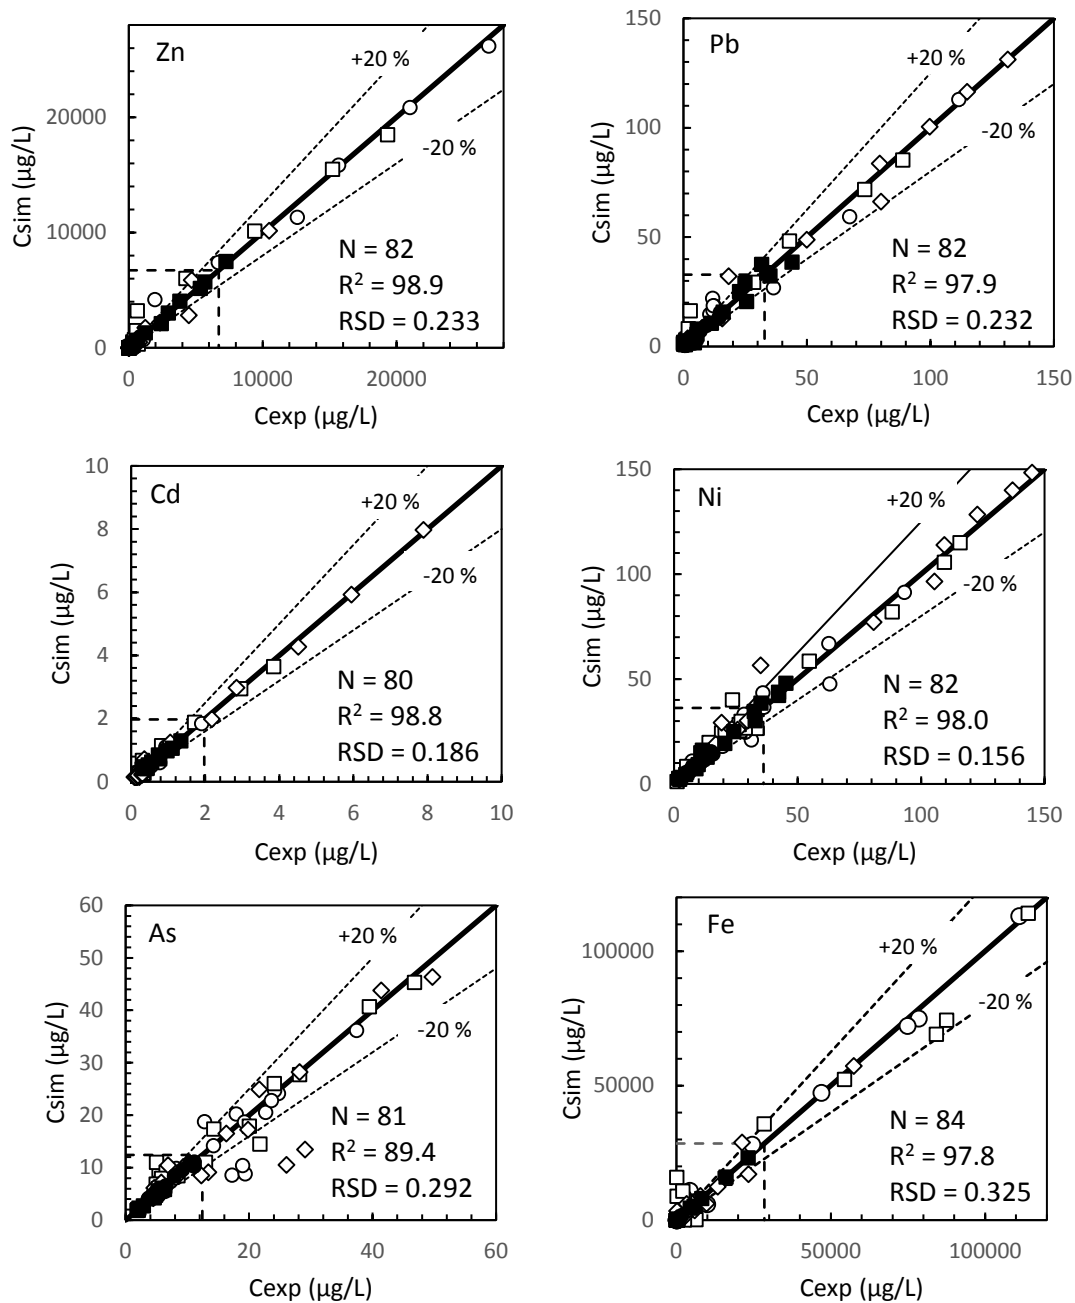 Zn
+20 %
-20 %
N = 82
R² = 98.9
RSD = 0.233
Csim (µg/L)
20000
10000
0
0 10000 20000
Cexp (µg/L)
Pb
+20 %
-20 %
N = 82
R² = 97.9
RSD = 0.232
Csim (µg/L)
150
100
50
0
0 50 100 150
Cexp (µg/L)
Cd
+20 %
-20 %
N = 80
R² = 98.8
RSD = 0.186
Csim (µg/L)
10
8
6
4
2
0
0 2 4 6 8 10
Cexp (µg/L)
Ni
+20 %
-20 %
N = 82
R² = 98.0
RSD = 0.156
Csim (µg/L)
150
100
50
0
0 50 100 150
Cexp (µg/L)
As
+20 %
-20 %
N = 81
R² = 89.4
RSD = 0.292
Csim (µg/L)
60
50
40
30
20
10
0
0 20 40 60
Cexp (µg/L)
Fe
+20 %
-20 %
N = 84
R² = 97.8
RSD = 0.325
Csim (µg/L)
100000
50000
0
0 50000 100000
Cexp (µg/L)